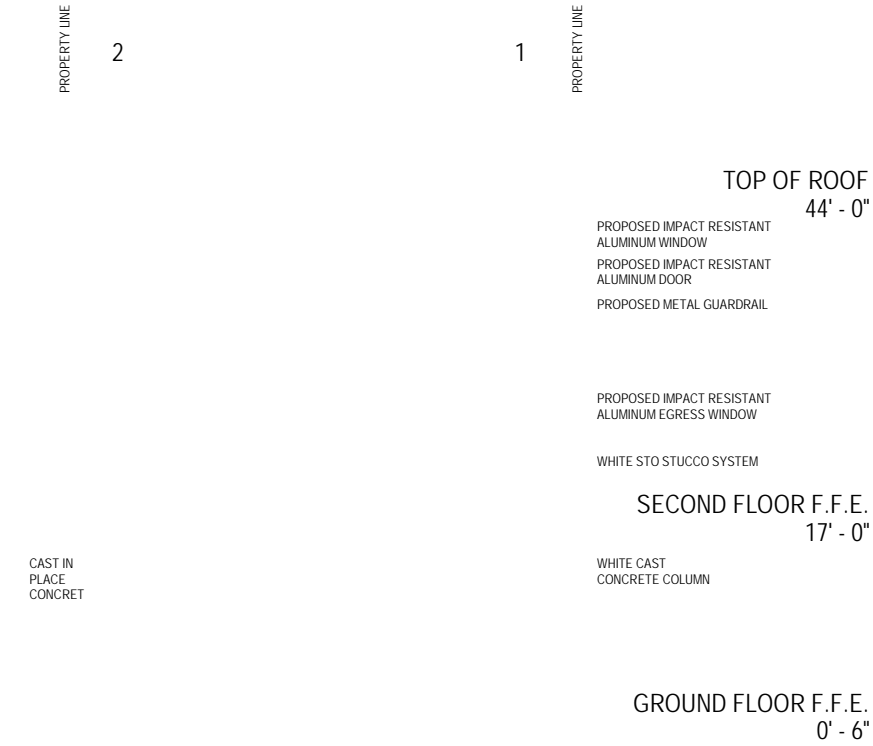 PROPERTY LINE
2
1
PROPERTY LINE
TOP OF ROOF
44' - 0"
PROPOSED IMPACT RESISTANT
ALUMINUM WINDOW
PROPOSED IMPACT RESISTANT
ALUMINUM DOOR
PROPOSED METAL GUARDRAIL
PROPOSED IMPACT RESISTANT
ALUMINUM EGRESS WINDOW
WHITE STO STUCCO SYSTEM
SECOND FLOOR F.F.E.
17' - 0"
CAST IN
PLACE
CONCRET
WHITE CAST
CONCRETE COLUMN
GROUND FLOOR F.F.E.
0' - 6"